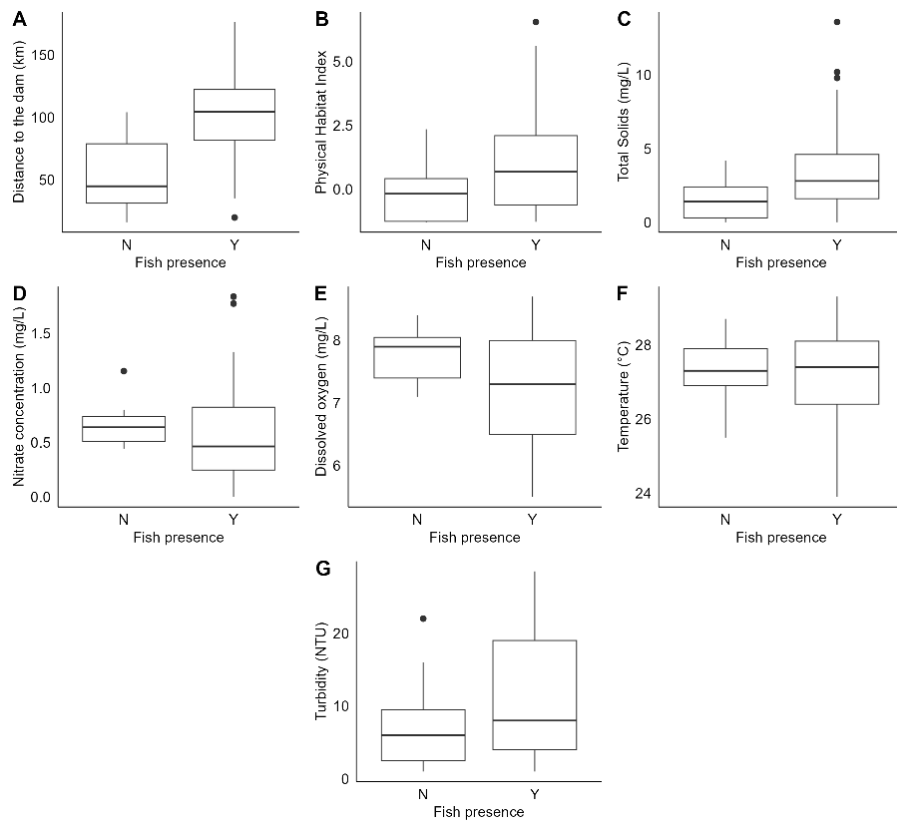 A
Distance to the dam (km)
150
100
50
N Y
Fish presence
B
Physical Habitat Index
5.0
2.5
0.0
N Y
Fish presence
C
Total Solids (mg/L)
10
5
0
N Y
Fish presence
D
Nitrate concentration (mg/L)
1.5
1.0
0.5
0.0
N Y
Fish presence
E
Dissolved oxygen (mg/L)
8
7
6
N Y
Fish presence
F
Temperature (°C)
28
26
24
N Y
Fish presence
G
Turbidity (NTU)
20
10
0
N Y
Fish presence